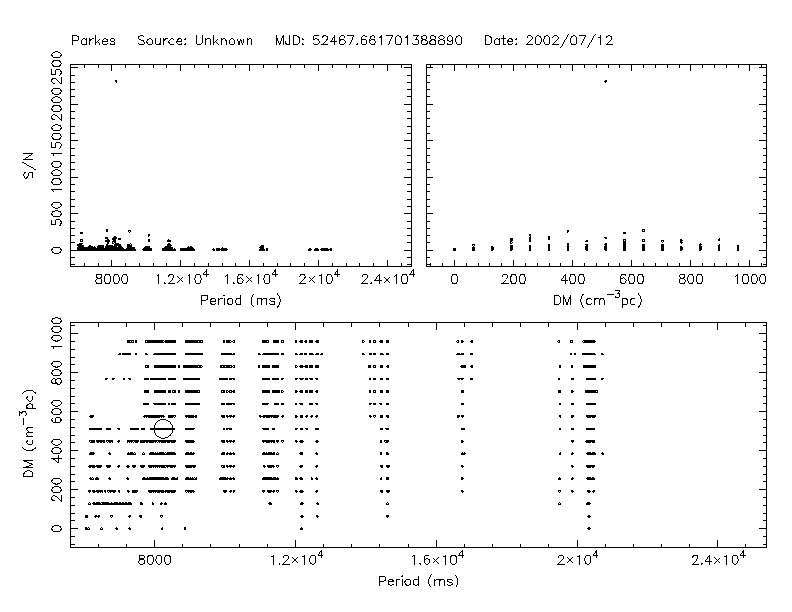 Parkes Source: Unknown MJD: 52467.661701388890 Date: 2002/07/12
S/N
0 500 1000 1500 2000 2500
8000 1.2×10⁴ 1.6×10⁴ 2×10⁴ 2.4×10⁴
Period (ms)
0 200 400 600 800 1000
DM (cm⁻³pc)
DM (cm⁻³pc)
0 200 400 600 800 1000
8000 1.2×10⁴ 1.6×10⁴ 2×10⁴ 2.4×10⁴
Period (ms)